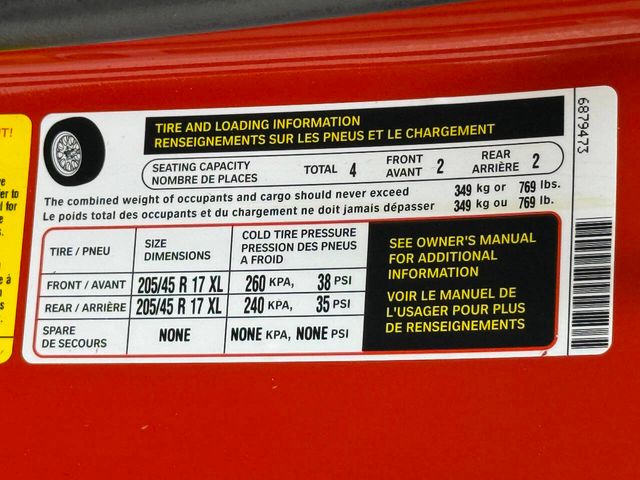 UT!
TIRE AND LOADING INFORMATION
RENSEIGNEMENTS SUR LES PNEUS ET LE CHARGEMENT
SEATING CAPACITY
NOMBRE DE PLACES
TOTAL 4
FRONT
AVANT 2
REAR
ARRIÈRE 2
The combined weight of occupants and cargo should never exceed 349 kg or 769 lbs.
Le poids total des occupants et du chargement ne doit jamais dépasser 349 kg ou 769 lb.
TIRE / PNEU
SIZE
DIMENSIONS
COLD TIRE PRESSURE
PRESSION DES PNEUS
A FROID
FRONT / AVANT 205/45 R 17 XL 260 KPA, 38 PSI
REAR / ARRIÈRE 205/45 R 17 XL 240 KPA, 35 PSI
SPARE
DE SECOURS
NONE
NONE KPA, NONE PSI
SEE OWNER'S MANUAL
FOR ADDITIONAL
INFORMATION
VOIR LE MANUEL DE
L'USAGER POUR PLUS
DE RENSEIGNEMENTS
6879473